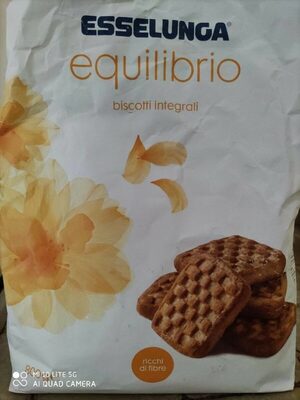 ESSELUNGA®
equilibrio
biscotti integrali
ricchi
di fibre
MI 10 LITE 5G
AI QUAD CAMERA